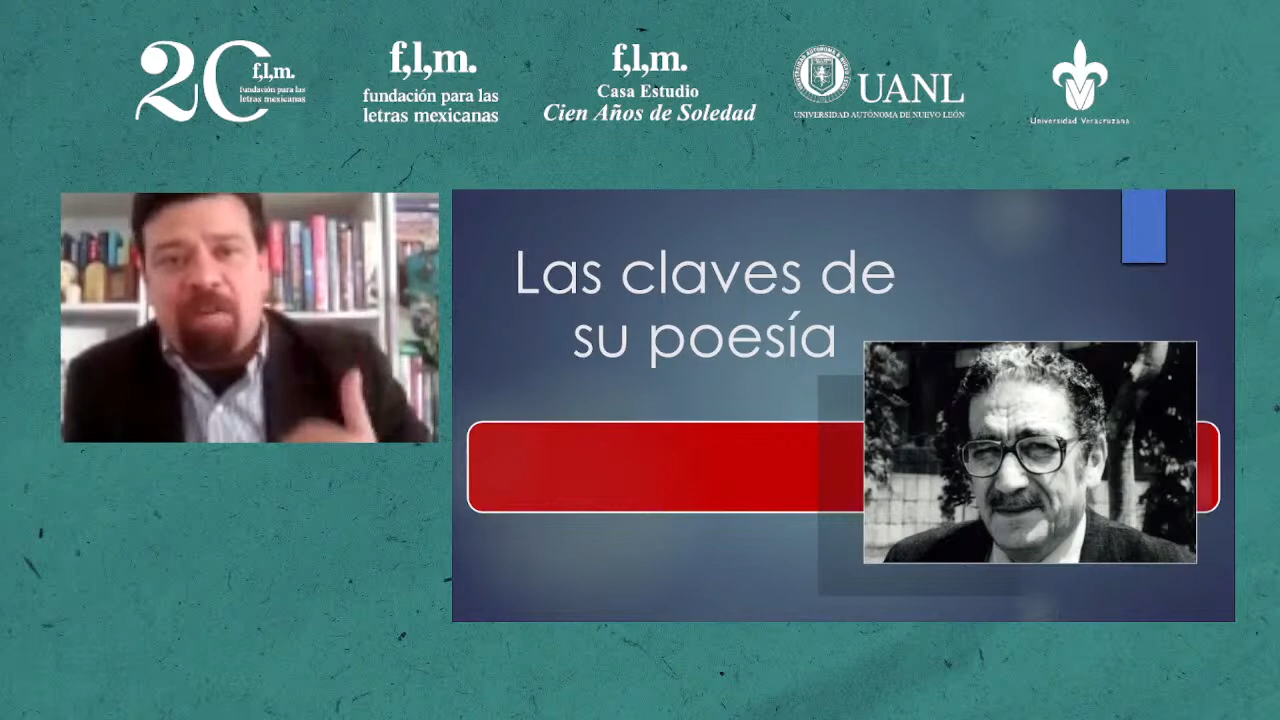 20
f,l,m.
fundación para las
letras mexicanas
f,l,m.
fundación para las
letras mexicanas
f,l,m.
Casa Estudio
Cien Años de Soledad
UANL
UNIVERSIDAD AUTÓNOMA DE NUEVO LEÓN
Universidad Veracruzana
Las claves de
su poesía